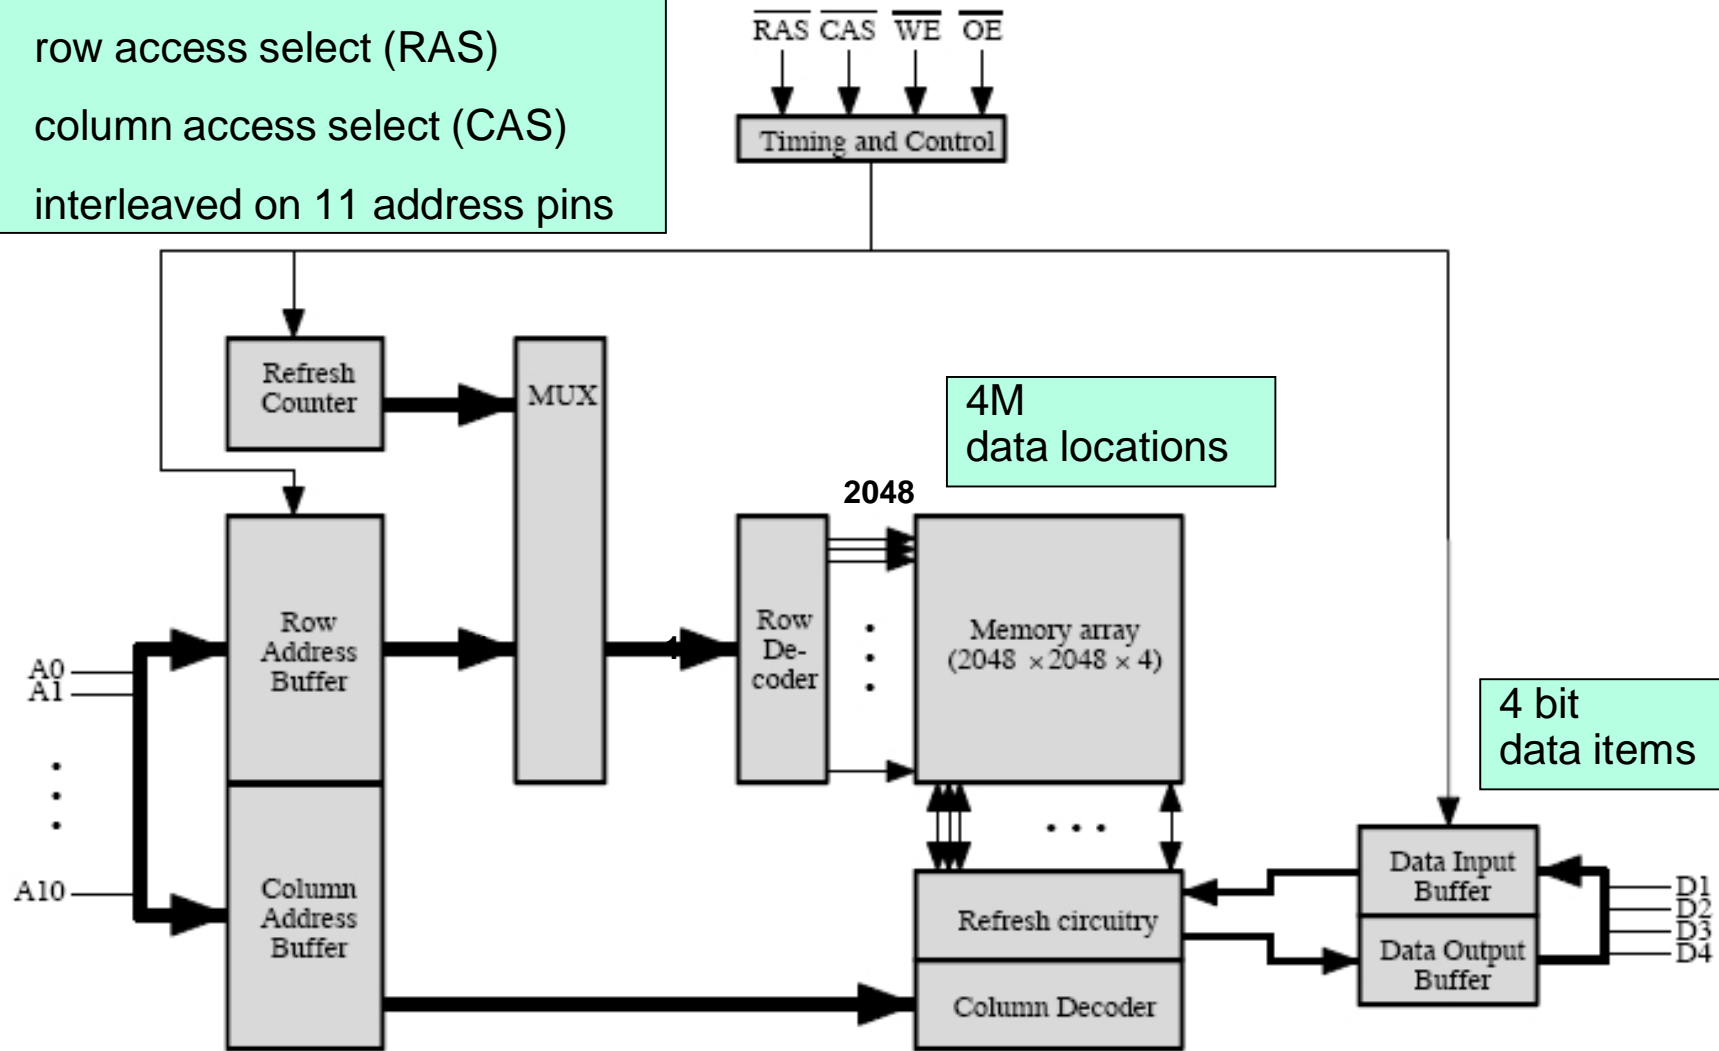 row access select (RAS)
column access select (CAS)
interleaved on 11 address pins
RAS CAS WE OE
Timing and Control
Refresh
Counter
MUX
4M
data locations
2048
Row
Address
Buffer
Row
De-
coder
Memory array
(2048 × 2048 × 4)
A0
A1
A10
4 bit
data items
Column
Address
Buffer
Refresh circuitry
Column Decoder
Data Input
Buffer
Data Output
Buffer
D1
D2
D3
D4